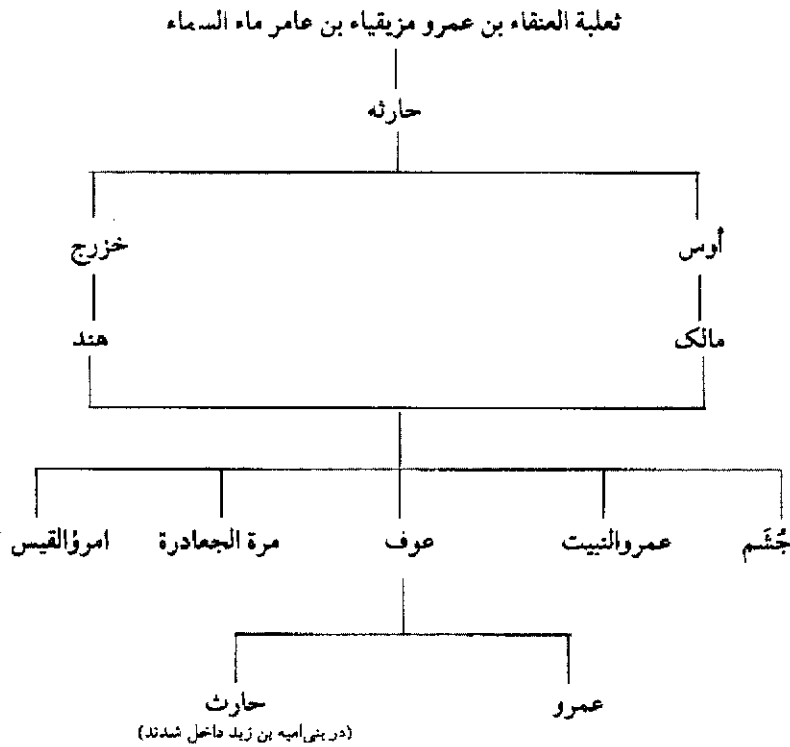 ثعلبة العنقاء بن عمرو مزیقیاء بن عامر ماء السماء
حارثه
أوس خزرج
مالک هند
جُشَم عمروالنبیت عوف مرة الجعادرة امرؤالقیس
عمرو حارث
(در بنی‌امیه بن زید داخل شدند)